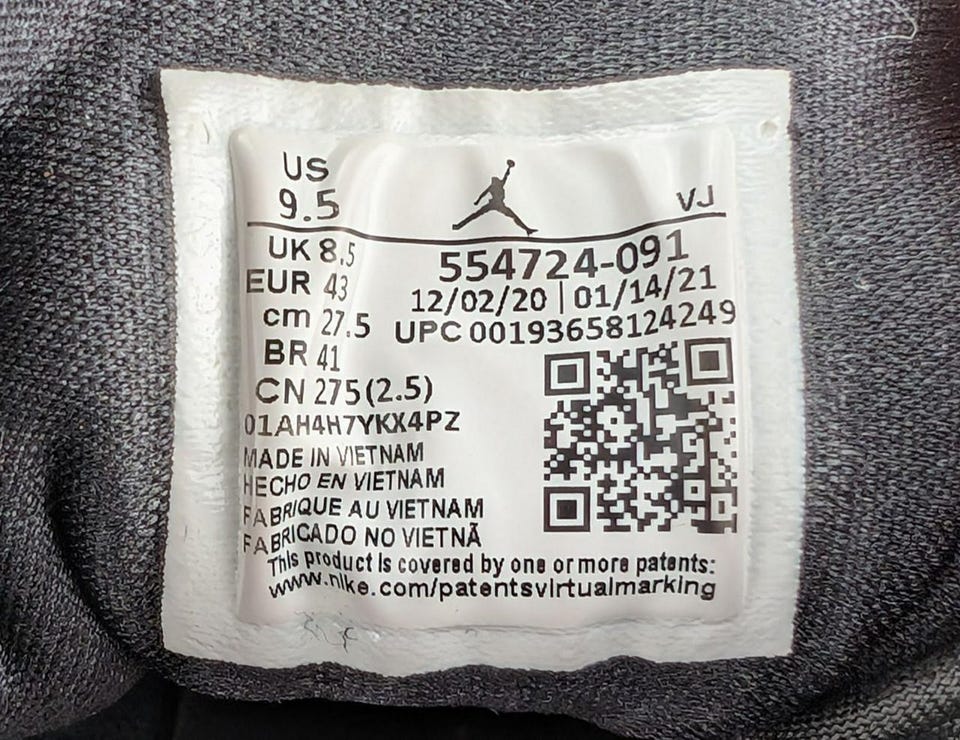 US
9.5
VJ
UK 8.5
EUR 43
cm 27.5
BR 41
CN 275(2.5)
01AH4H7YKX4PZ
554724-091
12/02/20 | 01/14/21
UPC 00193658124249
MADE IN VIETNAM
HECHO EN VIETNAM
FABRIQUE AU VIETNAM
FABRICADO NO VIETNÃ
This product is covered by one or more patents:
www.nike.com/patentsvirtualmarking